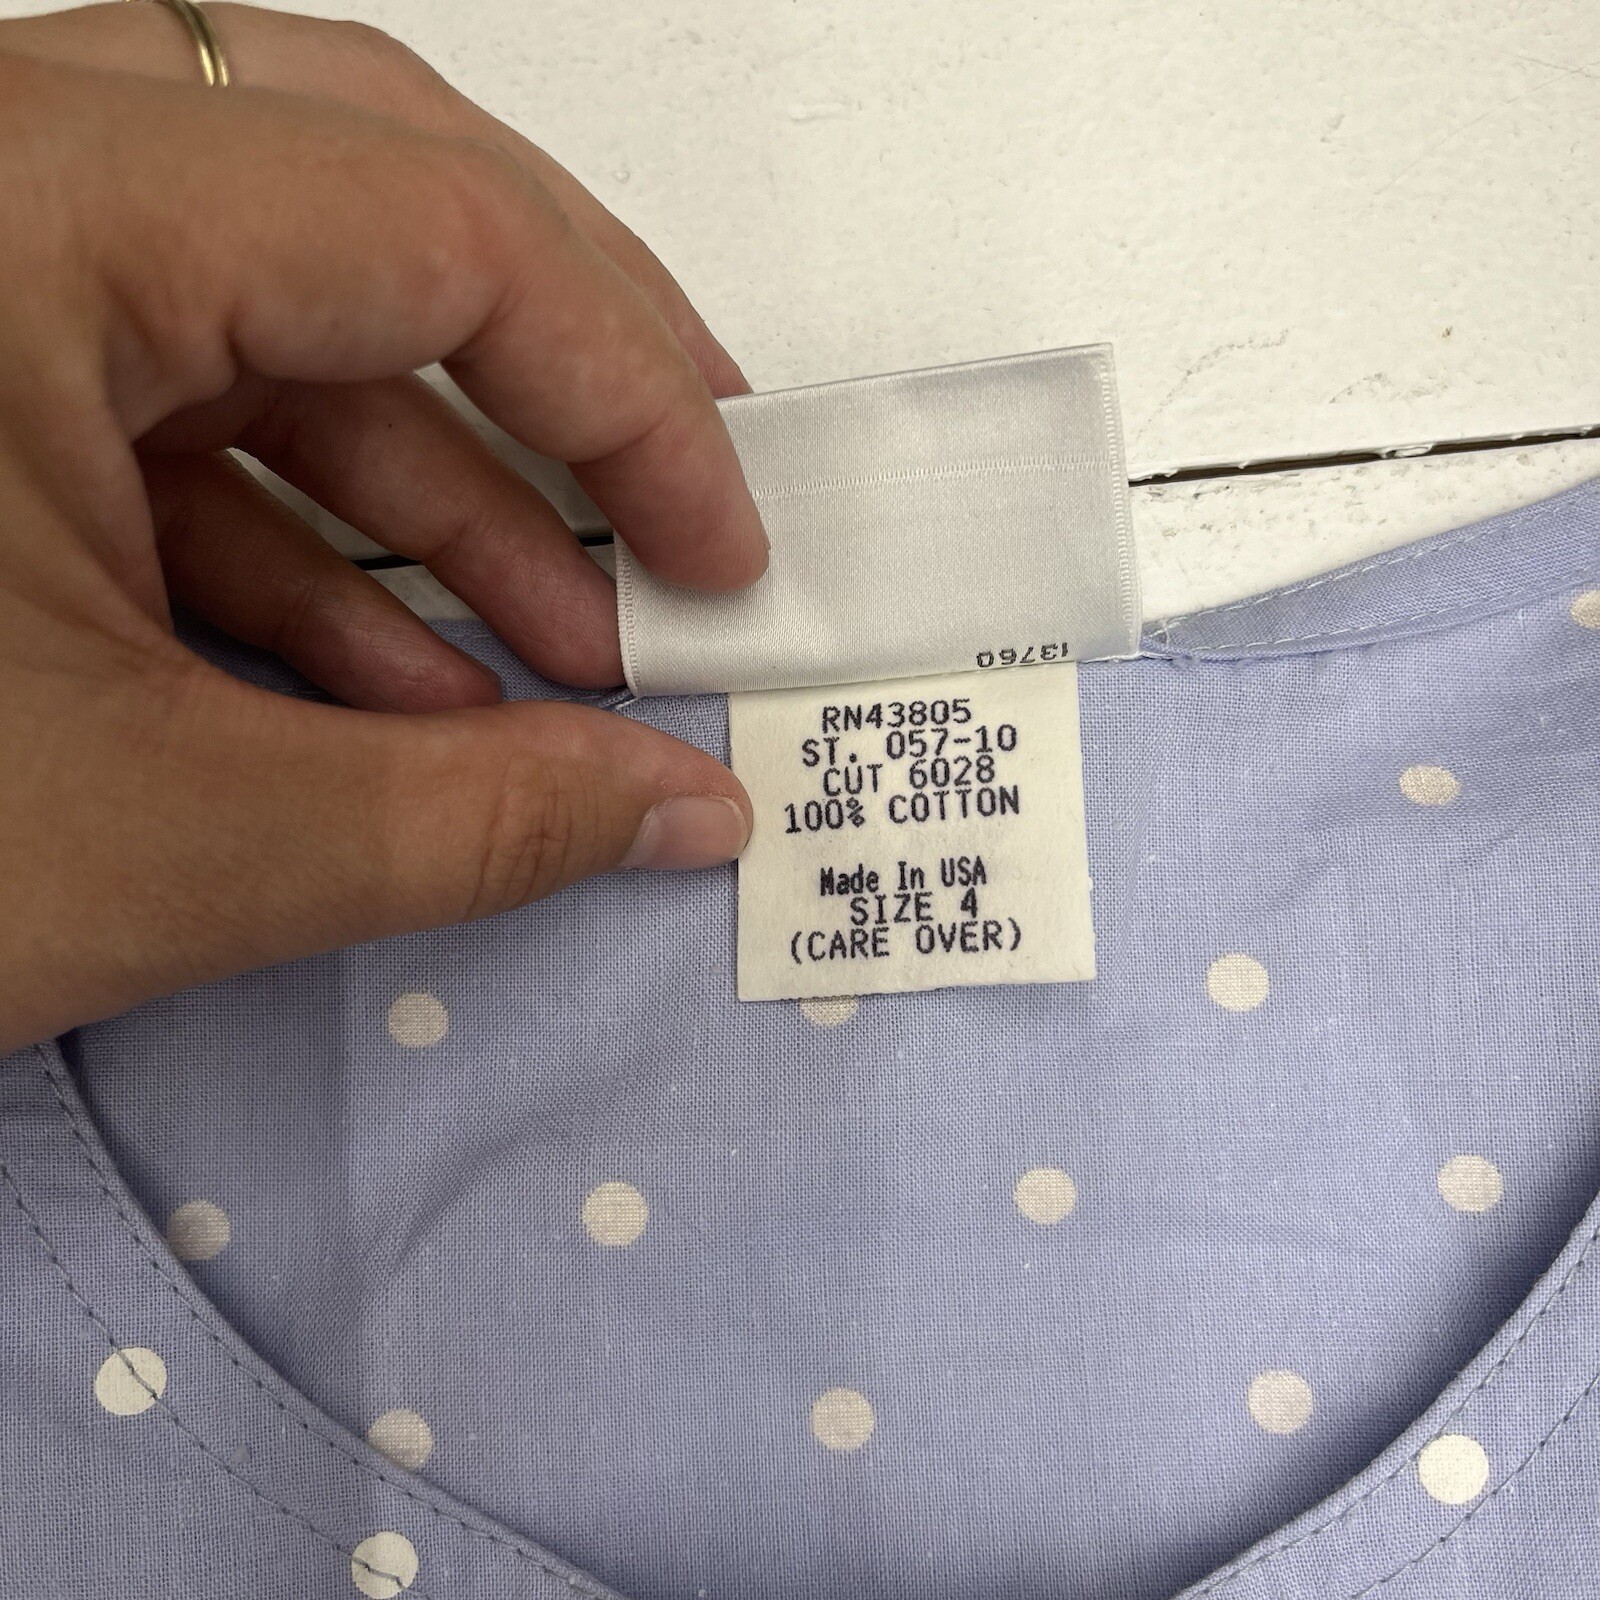 13760
RN43805
ST. 057-10
CUT 6028
100% COTTON
Made In USA
SIZE 4
(CARE OVER)